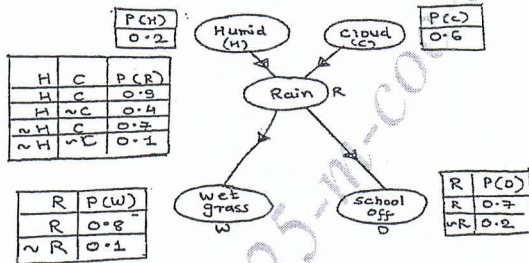 P(H)
0.2
Humid
(H)
Cloud
(C)
P(C)
0.6
H C P(R)
H C 0.9
H ~C 0.4
~H C 0.7
~H ~C 0.1
Rain R
R P(W)
R 0.8
~R 0.1
Wet
grass
W
School
off
D
R P(D)
R 0.7
~R 0.2